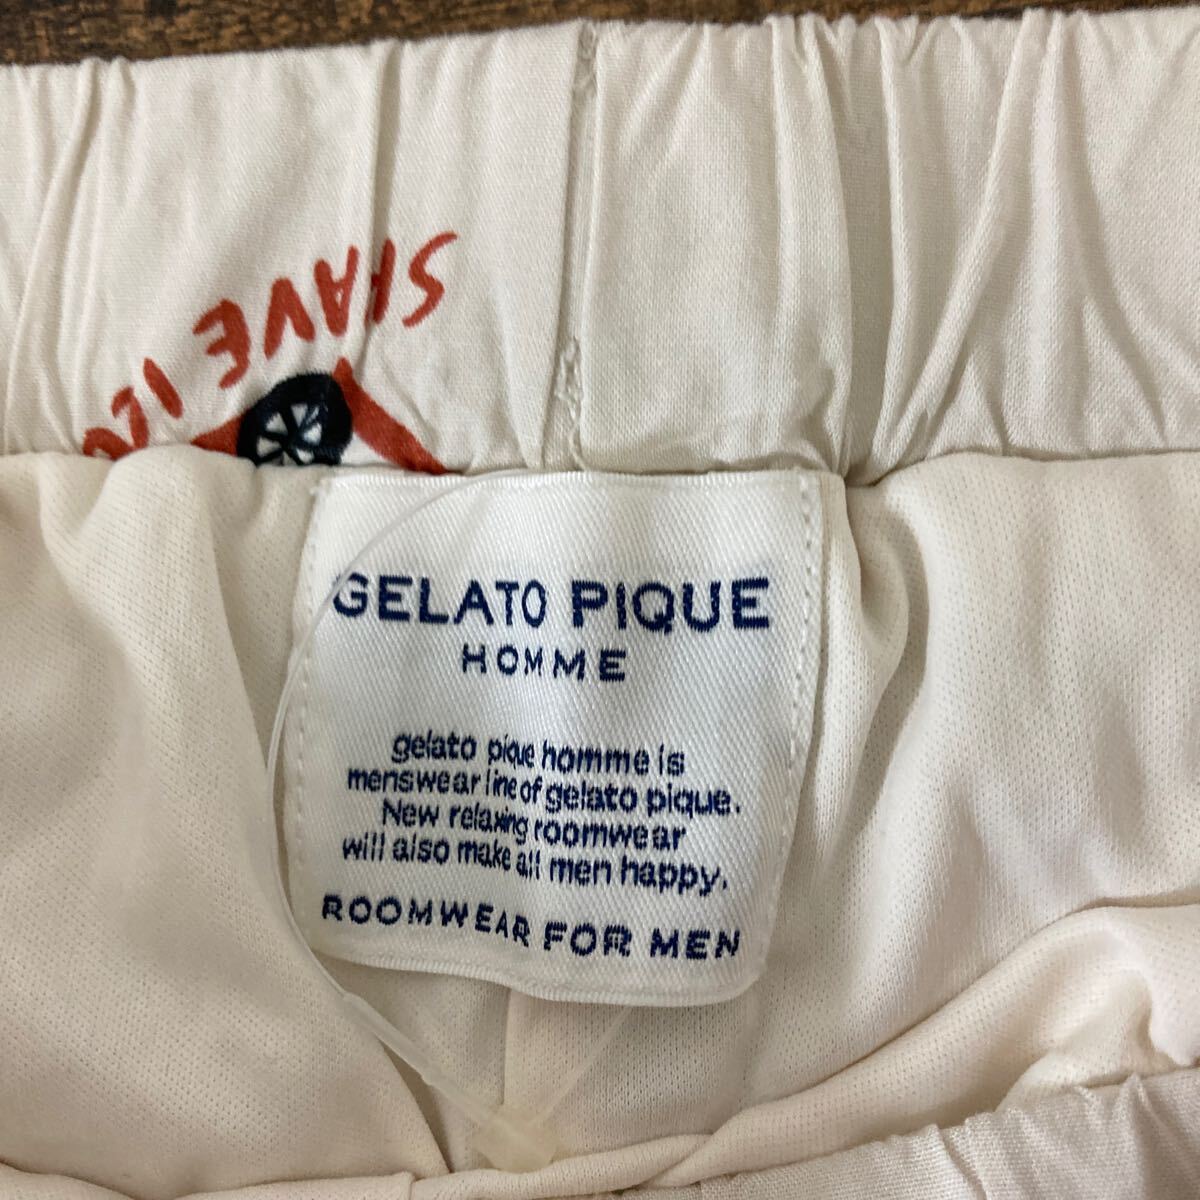 SHAVE ICE
GELATO PIQUE
HOMME
gelato pique homme is
menswear line of gelato pique.
New relaxing roomwear
will also make all men happy.
ROOMWEAR FOR MEN